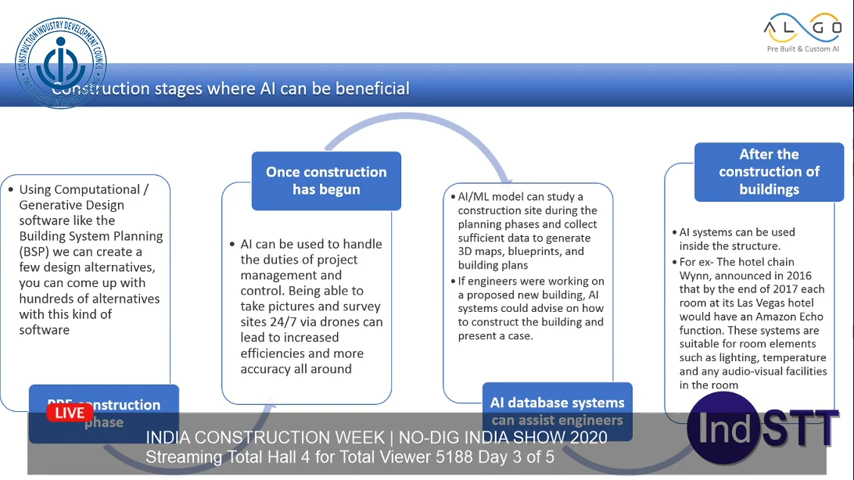 CONSTRUCTION INDUSTRY DEVELOPMENT COUNCIL
ALGO
Pre Built & Custom AI
Construction stages where AI can be beneficial
• Using Computational /
Generative Design
software like the
Building System Planning
(BSP) we can create a
few design alternatives,
you can come up with
hundreds of alternatives
with this kind of
software
PRE construction
phase
Once construction
has begun
• AI can be used to handle
the duties of project
management and
control. Being able to
take pictures and survey
sites 24/7 via drones can
lead to increased
efficiencies and more
accuracy all around
• AI/ML model can study a
construction site during the
planning phases and collect
sufficient data to generate
3D maps, blueprints, and
building plans
• If engineers were working on
a proposed new building, AI
systems could advise on how
to construct the building and
present a case.
AI database systems
can assist engineers
After the
construction of
buildings
• AI systems can be used
inside the structure.
• For ex- The hotel chain
Wynn, announced in 2016
that by the end of 2017 each
room at its Las Vegas hotel
would have an Amazon Echo
function. These systems are
suitable for room elements
such as lighting, temperature
and any audio-visual facilities
in the room
LIVE
INDIA CONSTRUCTION WEEK | NO-DIG INDIA SHOW 2020
Streaming Total Hall 4 for Total Viewer 5188 Day 3 of 5
IndSTT